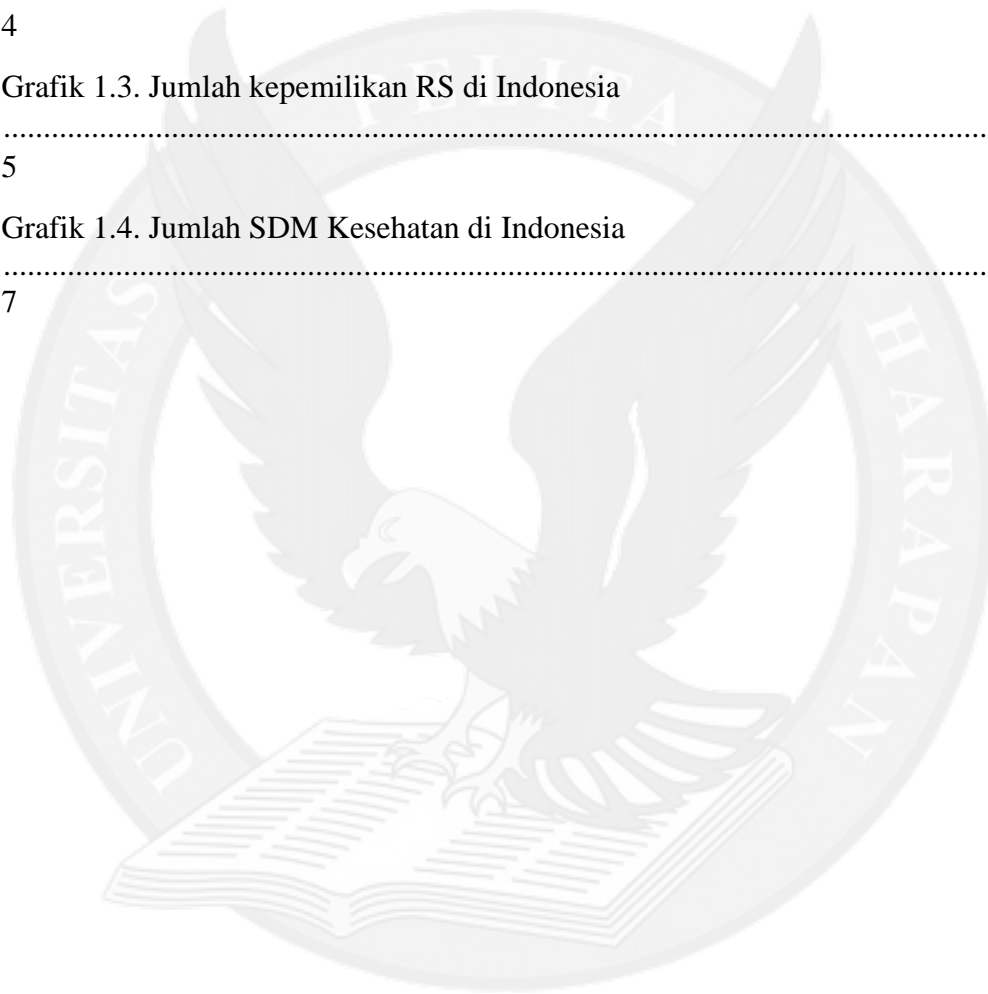 4
Grafik 1.3. Jumlah kepemilikan RS di Indonesia
...........................................................................................................................
5
Grafik 1.4. Jumlah SDM Kesehatan di Indonesia
...........................................................................................................................
7
UNIVERSITAS PELITA HARAPAN